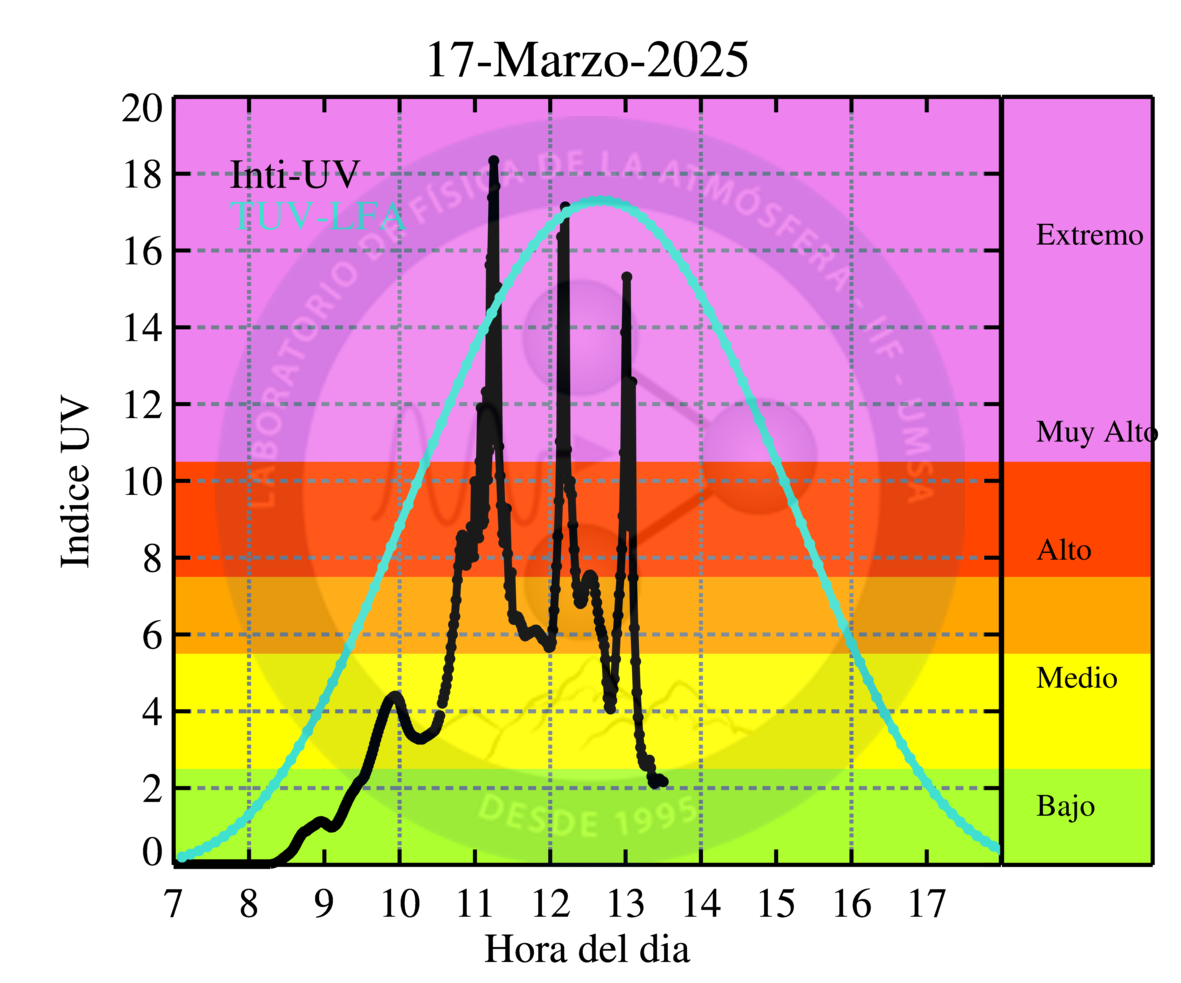 17-Marzo-2025
20
18
16
14
12
10
8
6
4
2
0
Indice UV
Inti-UV
TUV-LFA
LABORATORIO DE FÍSICA DE LA ATMÓSFERA - IIF - UMSA
DESDE 1995
Extremo
Muy Alto
Alto
Medio
Bajo
7 8 9 10 11 12 13 14 15 16 17
Hora del dia